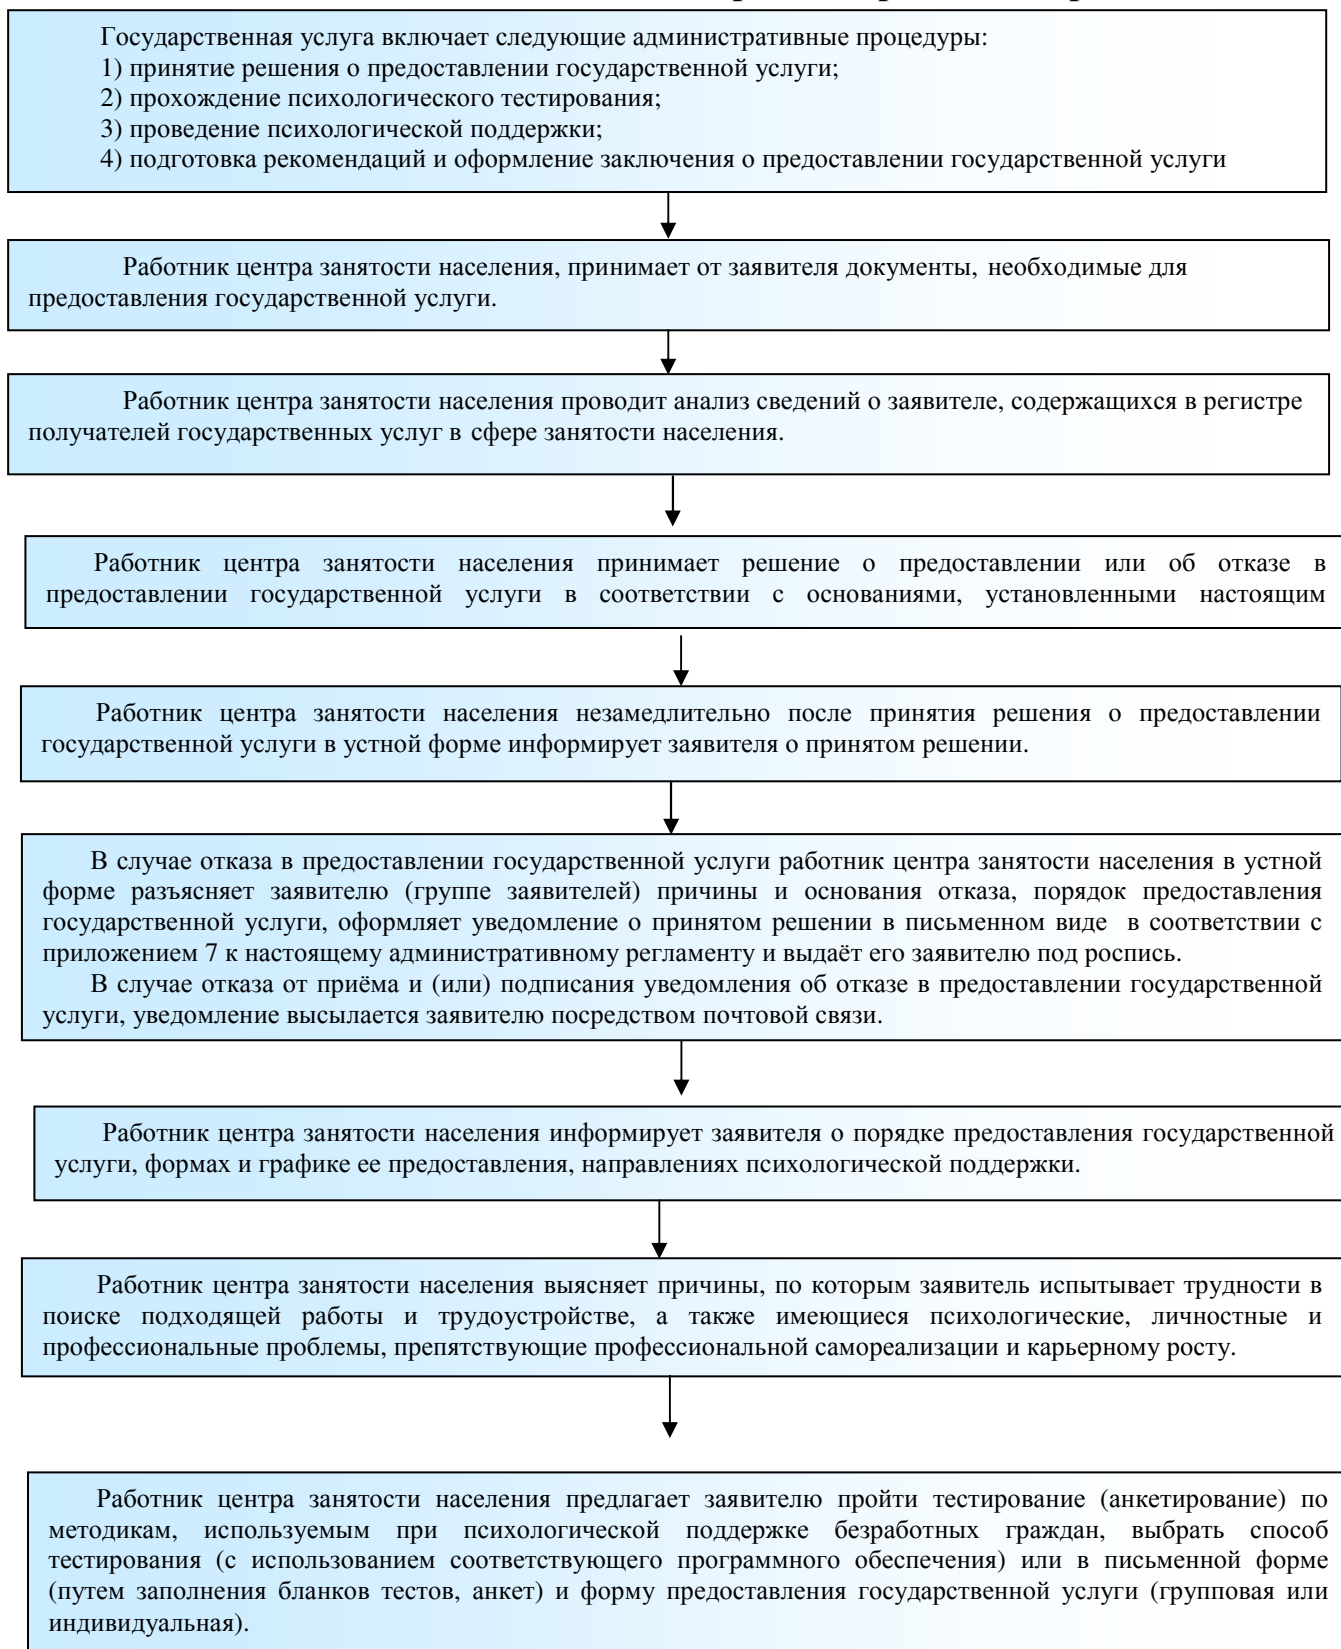 Государственная услуга включает следующие административные процедуры:
1) принятие решения о предоставлении государственной услуги;
2) прохождение психологического тестирования;
3) проведение психологической поддержки;
4) подготовка рекомендаций и оформление заключения о предоставлении государственной услуги
Работник центра занятости населения, принимает от заявителя документы, необходимые для
предоставления государственной услуги.
Работник центра занятости населения проводит анализ сведений о заявителе, содержащихся в регистре
получателей государственных услуг в сфере занятости населения.
Работник центра занятости населения принимает решение о предоставлении или об отказе в
предоставлении государственной услуги в соответствии с основаниями, установленными настоящим
Работник центра занятости населения незамедлительно после принятия решения о предоставлении
государственной услуги в устной форме информирует заявителя о принятом решении.
В случае отказа в предоставлении государственной услуги работник центра занятости населения в устной
форме разъясняет заявителю (группе заявителей) причины и основания отказа, порядок предоставления
государственной услуги, оформляет уведомление о принятом решении в письменном виде в соответствии с
приложением 7 к настоящему административному регламенту и выдаёт его заявителю под роспись.
В случае отказа от приёма и (или) подписания уведомления об отказе в предоставлении государственной
услуги, уведомление высылается заявителю посредством почтовой связи.
Работник центра занятости населения информирует заявителя о порядке предоставления государственной
услуги, формах и графике ее предоставления, направлениях психологической поддержки.
Работник центра занятости населения выясняет причины, по которым заявитель испытывает трудности в
поиске подходящей работы и трудоустройстве, а также имеющиеся психологические, личностные и
профессиональные проблемы, препятствующие профессиональной самореализации и карьерному росту.
Работник центра занятости населения предлагает заявителю пройти тестирование (анкетирование) по
методикам, используемым при психологической поддержке безработных граждан, выбрать способ
тестирования (с использованием соответствующего программного обеспечения) или в письменной форме
(путем заполнения бланков тестов, анкет) и форму предоставления государственной услуги (групповая или
индивидуальная).